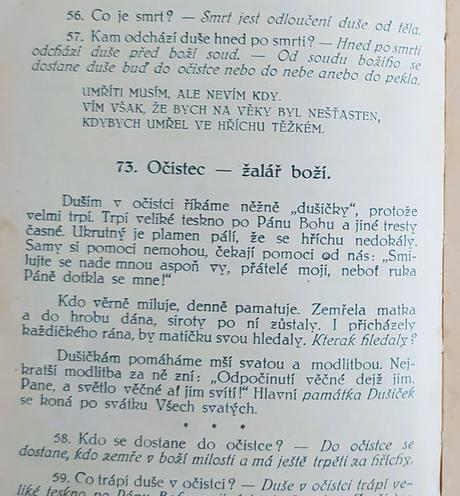 56. Co je smrt? — Smrt jest odloučení duše od těla.
57. Kam odchází duše hned po smrti? — Hned po smrti
odchází duše před boží soud. — Od soudu božího se
dostane duše buď do očistce nebo do nebe anebo do pekla.
UMŘÍTI MUSÍM, ALE NEVÍM KDY.
VÍM VŠAK, ŽE BYCH NA VĚKY BYL NEŠŤASTEN,
KDYBYCH UMŘEL VE HŘÍCHU TĚŽKÉM.
73. Očistec — žalář boží.
Duším v očistci říkáme něžně „dušičky“, protože
velmi trpí. Trpí veliké teskno po Pánu Bohu a jiné tresty
časné. Ukrutný je plamen pálí, že se hříchu nedokály.
Samy si pomoci nemohou, čekají pomoci od nás: „Smi-
lujte se nade mnou aspoň vy, přátelé moji, neboť ruka
Páně dotkla se mne!“
Kdo věrně miluje, denně pamatuje. Zemřela matka
a do hrobu dána, siroty po ní zůstaly. I přicházely
každičkého rána, by matičku svou hledaly. Kterak hledaly?
Dušičkám pomáháme mší svatou a modlitbou. Nej-
kratší modlitba za ně zní: „Odpočinutí věčné dejž jim,
Pane, a světlo věčné ať jim svítí!“ Hlavní památka Dušiček
se koná po svátku Všech svatých.
* * *
58. Kdo se dostane do očistce? — Do očistce se
dostane, kdo zemře v boží milosti a má ještě trpěti za hříchy.
59. Co trápí duše v očistci? — Duše v očistci trápí ve-
liké teskno po Pánu